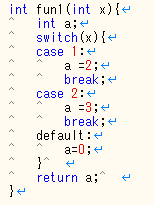 int fun1(int x){↵
^   int a;↵
^   switch(x){↵
^   case 1:↵
^   ^   a =2;↵
^   ^   break;↵
^   case 2:↵
^   ^   a =3;↵
^   ^   break;↵
^   default:↵
^   ^   a=0;↵
^   }^   ↵
^   return a;^   ↵
}↵